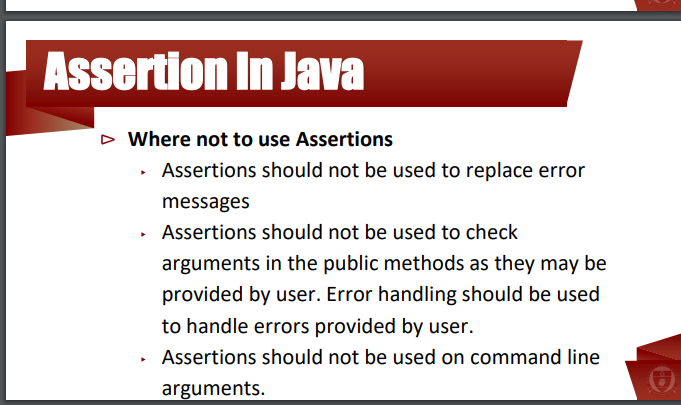 Assertion In Java
Where not to use Assertions
Assertions should not be used to replace error
messages
Assertions should not be used to check
arguments in the public methods as they may be
provided by user. Error handling should be used
to handle errors provided by user.
Assertions should not be used on command line
arguments.